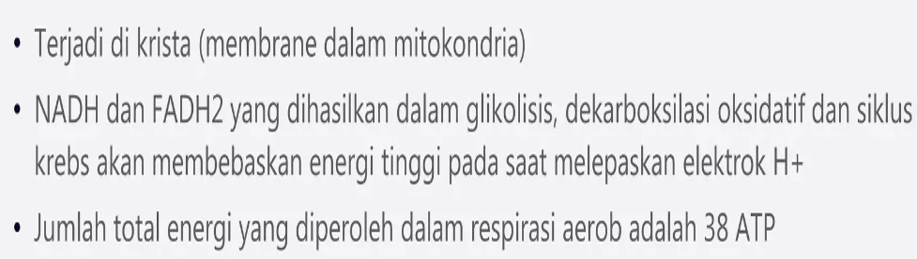 • Terjadi di krista (membrane dalam mitokondria)
• NADH dan FADH2 yang dihasilkan dalam glikolisis, dekarboksilasi oksidatif dan siklus
krebs akan membebaskan energi tinggi pada saat melepaskan elektrok H+
• Jumlah total energi yang diperoleh dalam respirasi aerob adalah 38 ATP